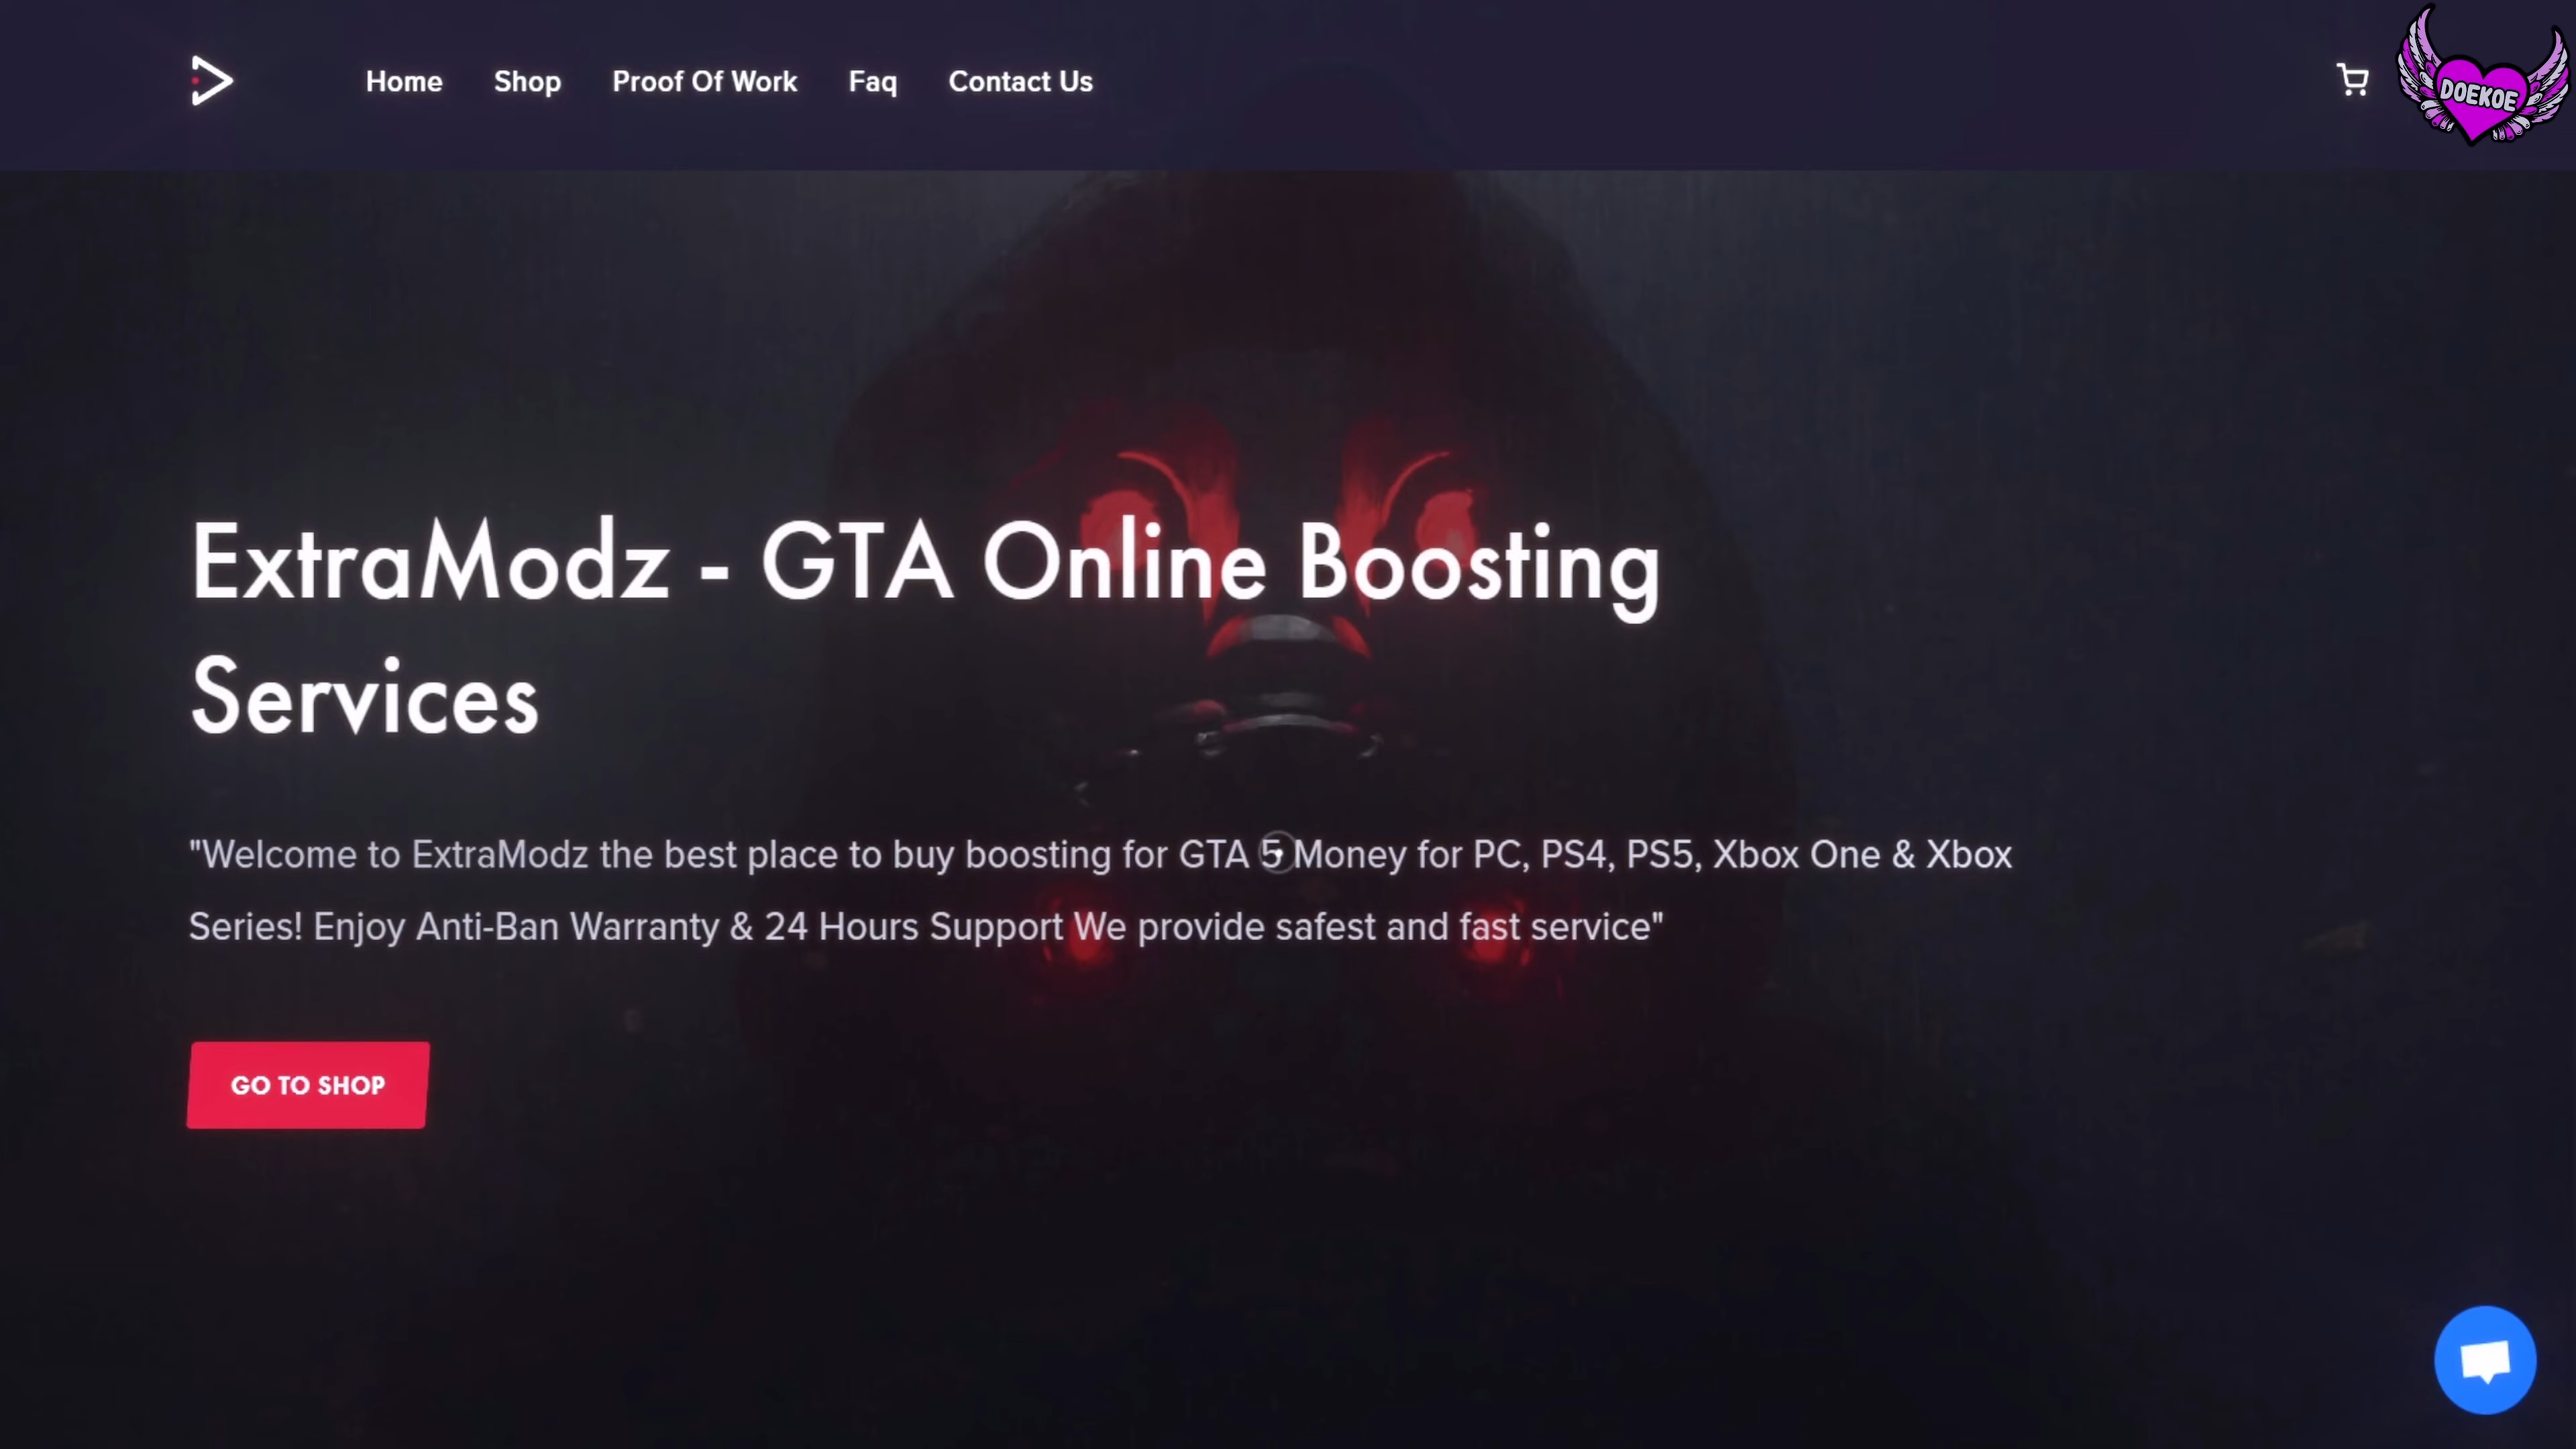 Home Shop Proof Of Work Faq Contact Us
DOEKOE
ExtraModz - GTA Online Boosting
Services
"Welcome to ExtraModz the best place to buy boosting for GTA 5 Money for PC, PS4, PS5, Xbox One & Xbox
Series! Enjoy Anti-Ban Warranty & 24 Hours Support We provide safest and fast service"
GO TO SHOP